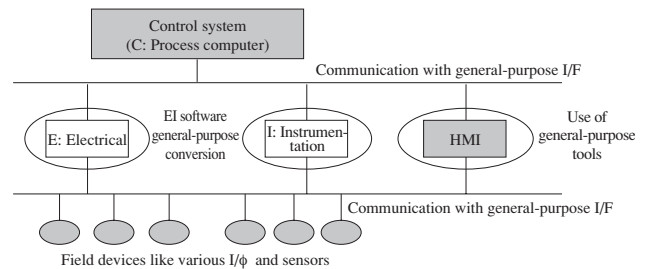 Control system
(C: Process computer)
Communication with general-purpose I/F
E: Electrical
EI software
general-purpose
conversion
I: Instrumen-
tation
HMI
Use of
general-purpose
tools
Communication with general-purpose I/F
Field devices like various I/ϕ and sensors